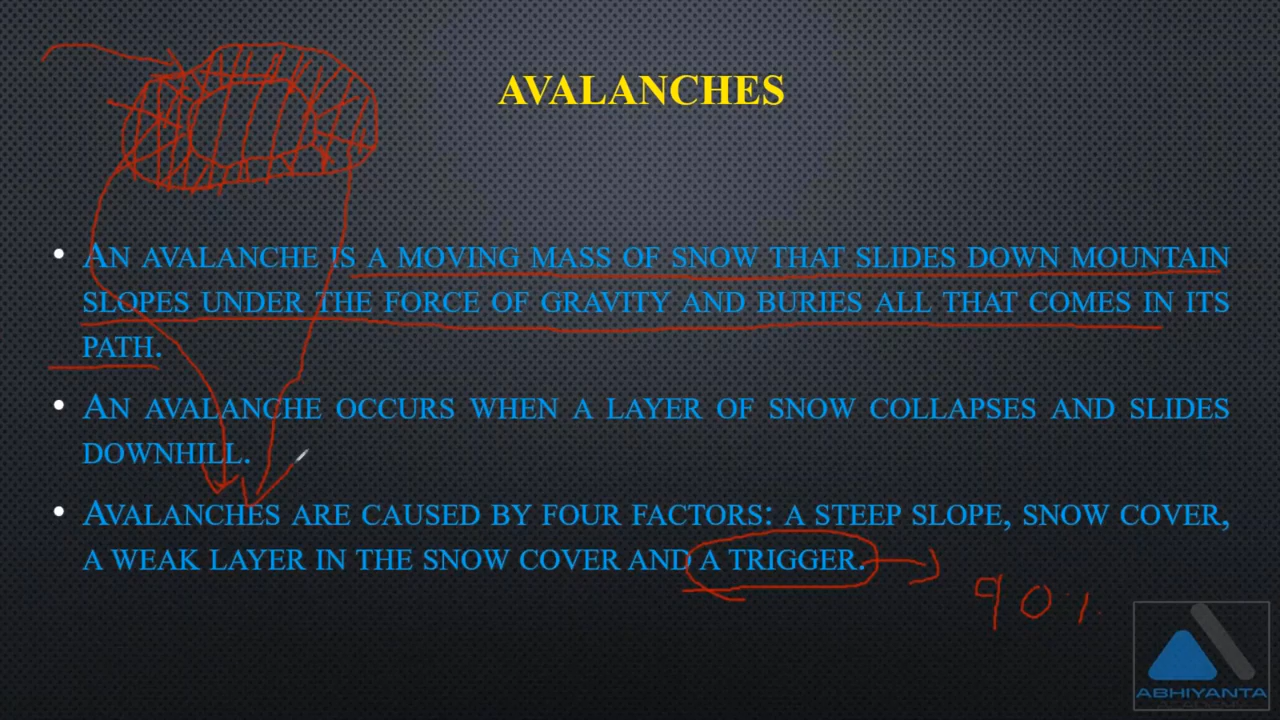 AVALANCHES
• AN AVALANCHE IS A MOVING MASS OF SNOW THAT SLIDES DOWN MOUNTAIN
SLOPES UNDER THE FORCE OF GRAVITY AND BURIES ALL THAT COMES IN ITS
PATH.
• AN AVALANCHE OCCURS WHEN A LAYER OF SNOW COLLAPSES AND SLIDES
DOWNHILL.
• AVALANCHES ARE CAUSED BY FOUR FACTORS: A STEEP SLOPE, SNOW COVER,
A WEAK LAYER IN THE SNOW COVER AND A TRIGGER.
90%
ABHIYANTA
ACADEMY